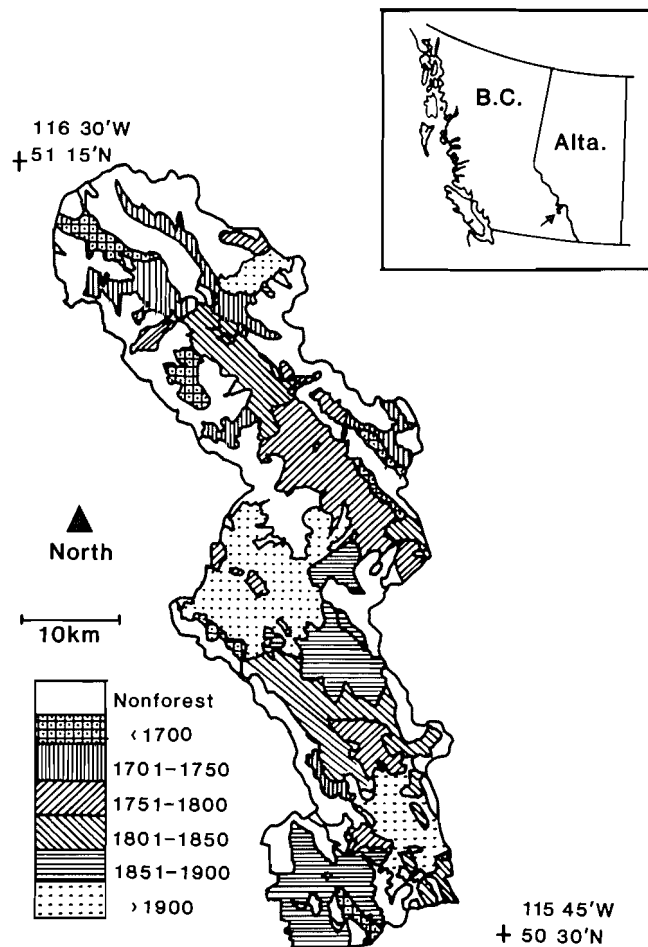 B.C.
Alta.
116 30'W
+ 51 15'N
North
10km
Nonforest
<1700
1701–1750
1751–1800
1801–1850
1851–1900
>1900
115 45'W
+ 50 30'N